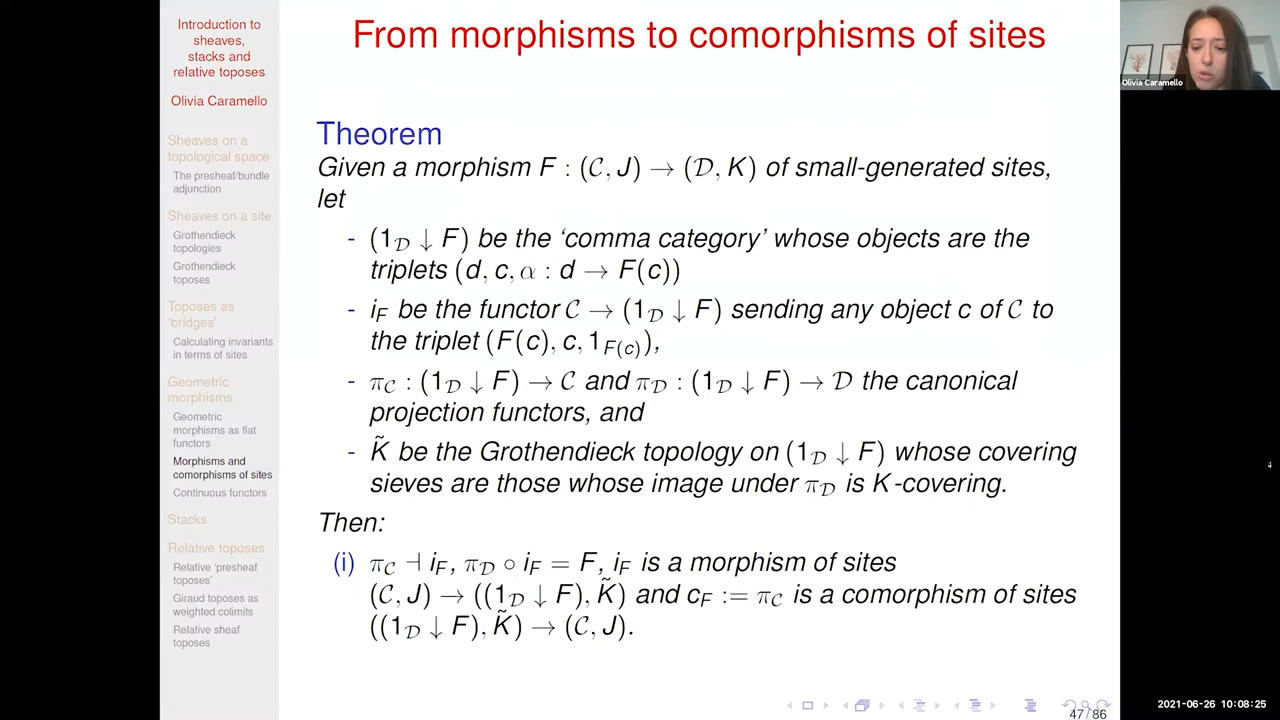 Introduction to
sheaves,
stacks and
relative toposes
Olivia Caramello
Sheaves on a
topological space
The presheaf/bundle
adjunction
Sheaves on a site
Grothendieck
topologies
Grothendieck
toposes
Toposes as
‘bridges’
Calculating invariants
in terms of sites
Geometric
morphisms
Geometric
morphisms as flat
functors
Morphisms and
comorphisms of sites
Continuous functors
Stacks
Relative toposes
Relative ‘presheaf
toposes’
Giraud toposes as
weighted colimits
Relative sheaf
toposes
From morphisms to comorphisms of sites
Theorem
Given a morphism F : (𝒞, J) → (𝒟, K) of small-generated sites,
let
- (1_𝒟 ↓ F) be the ‘comma category’ whose objects are the
triplets (d, c, α : d → F(c))
- i_F be the functor 𝒞 → (1_𝒟 ↓ F) sending any object c of 𝒞 to
the triplet (F(c), c, 1_{F(c)}),
- π_𝒞 : (1_𝒟 ↓ F) → 𝒞 and π_𝒟 : (1_𝒟 ↓ F) → 𝒟 the canonical
projection functors, and
- K̃ be the Grothendieck topology on (1_𝒟 ↓ F) whose covering
sieves are those whose image under π_𝒟 is K-covering.
Then:
(i) π_𝒞 ⊣ i_F, π_𝒟 ∘ i_F = F, i_F is a morphism of sites
(𝒞, J) → ((1_𝒟 ↓ F), K̃) and c_F := π_𝒞 is a comorphism of sites
((1_𝒟 ↓ F), K̃) → (𝒞, J).
47 / 86
Olivia Caramello
2021-06-26 10:08:25